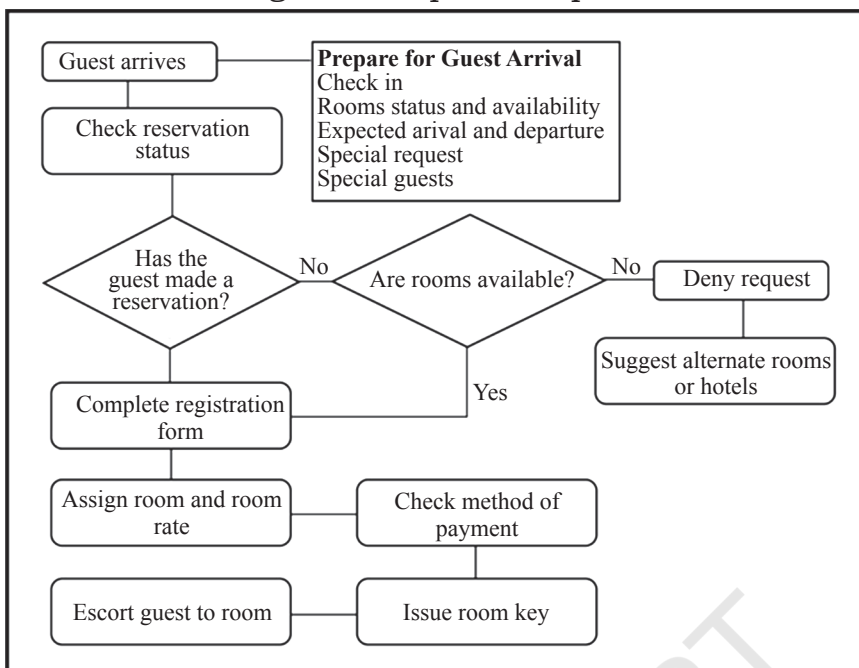 Guest arrives
Prepare for Guest Arrival
Check in
Rooms status and availability
Expected arival and departure
Special request
Special guests
Check reservation
status
Has the
guest made a
reservation?
No
Are rooms available?
No
Deny request
Suggest alternate rooms
or hotels
Yes
Complete registration
form
Assign room and room
rate
Check method of
payment
Issue room key
Escort guest to room